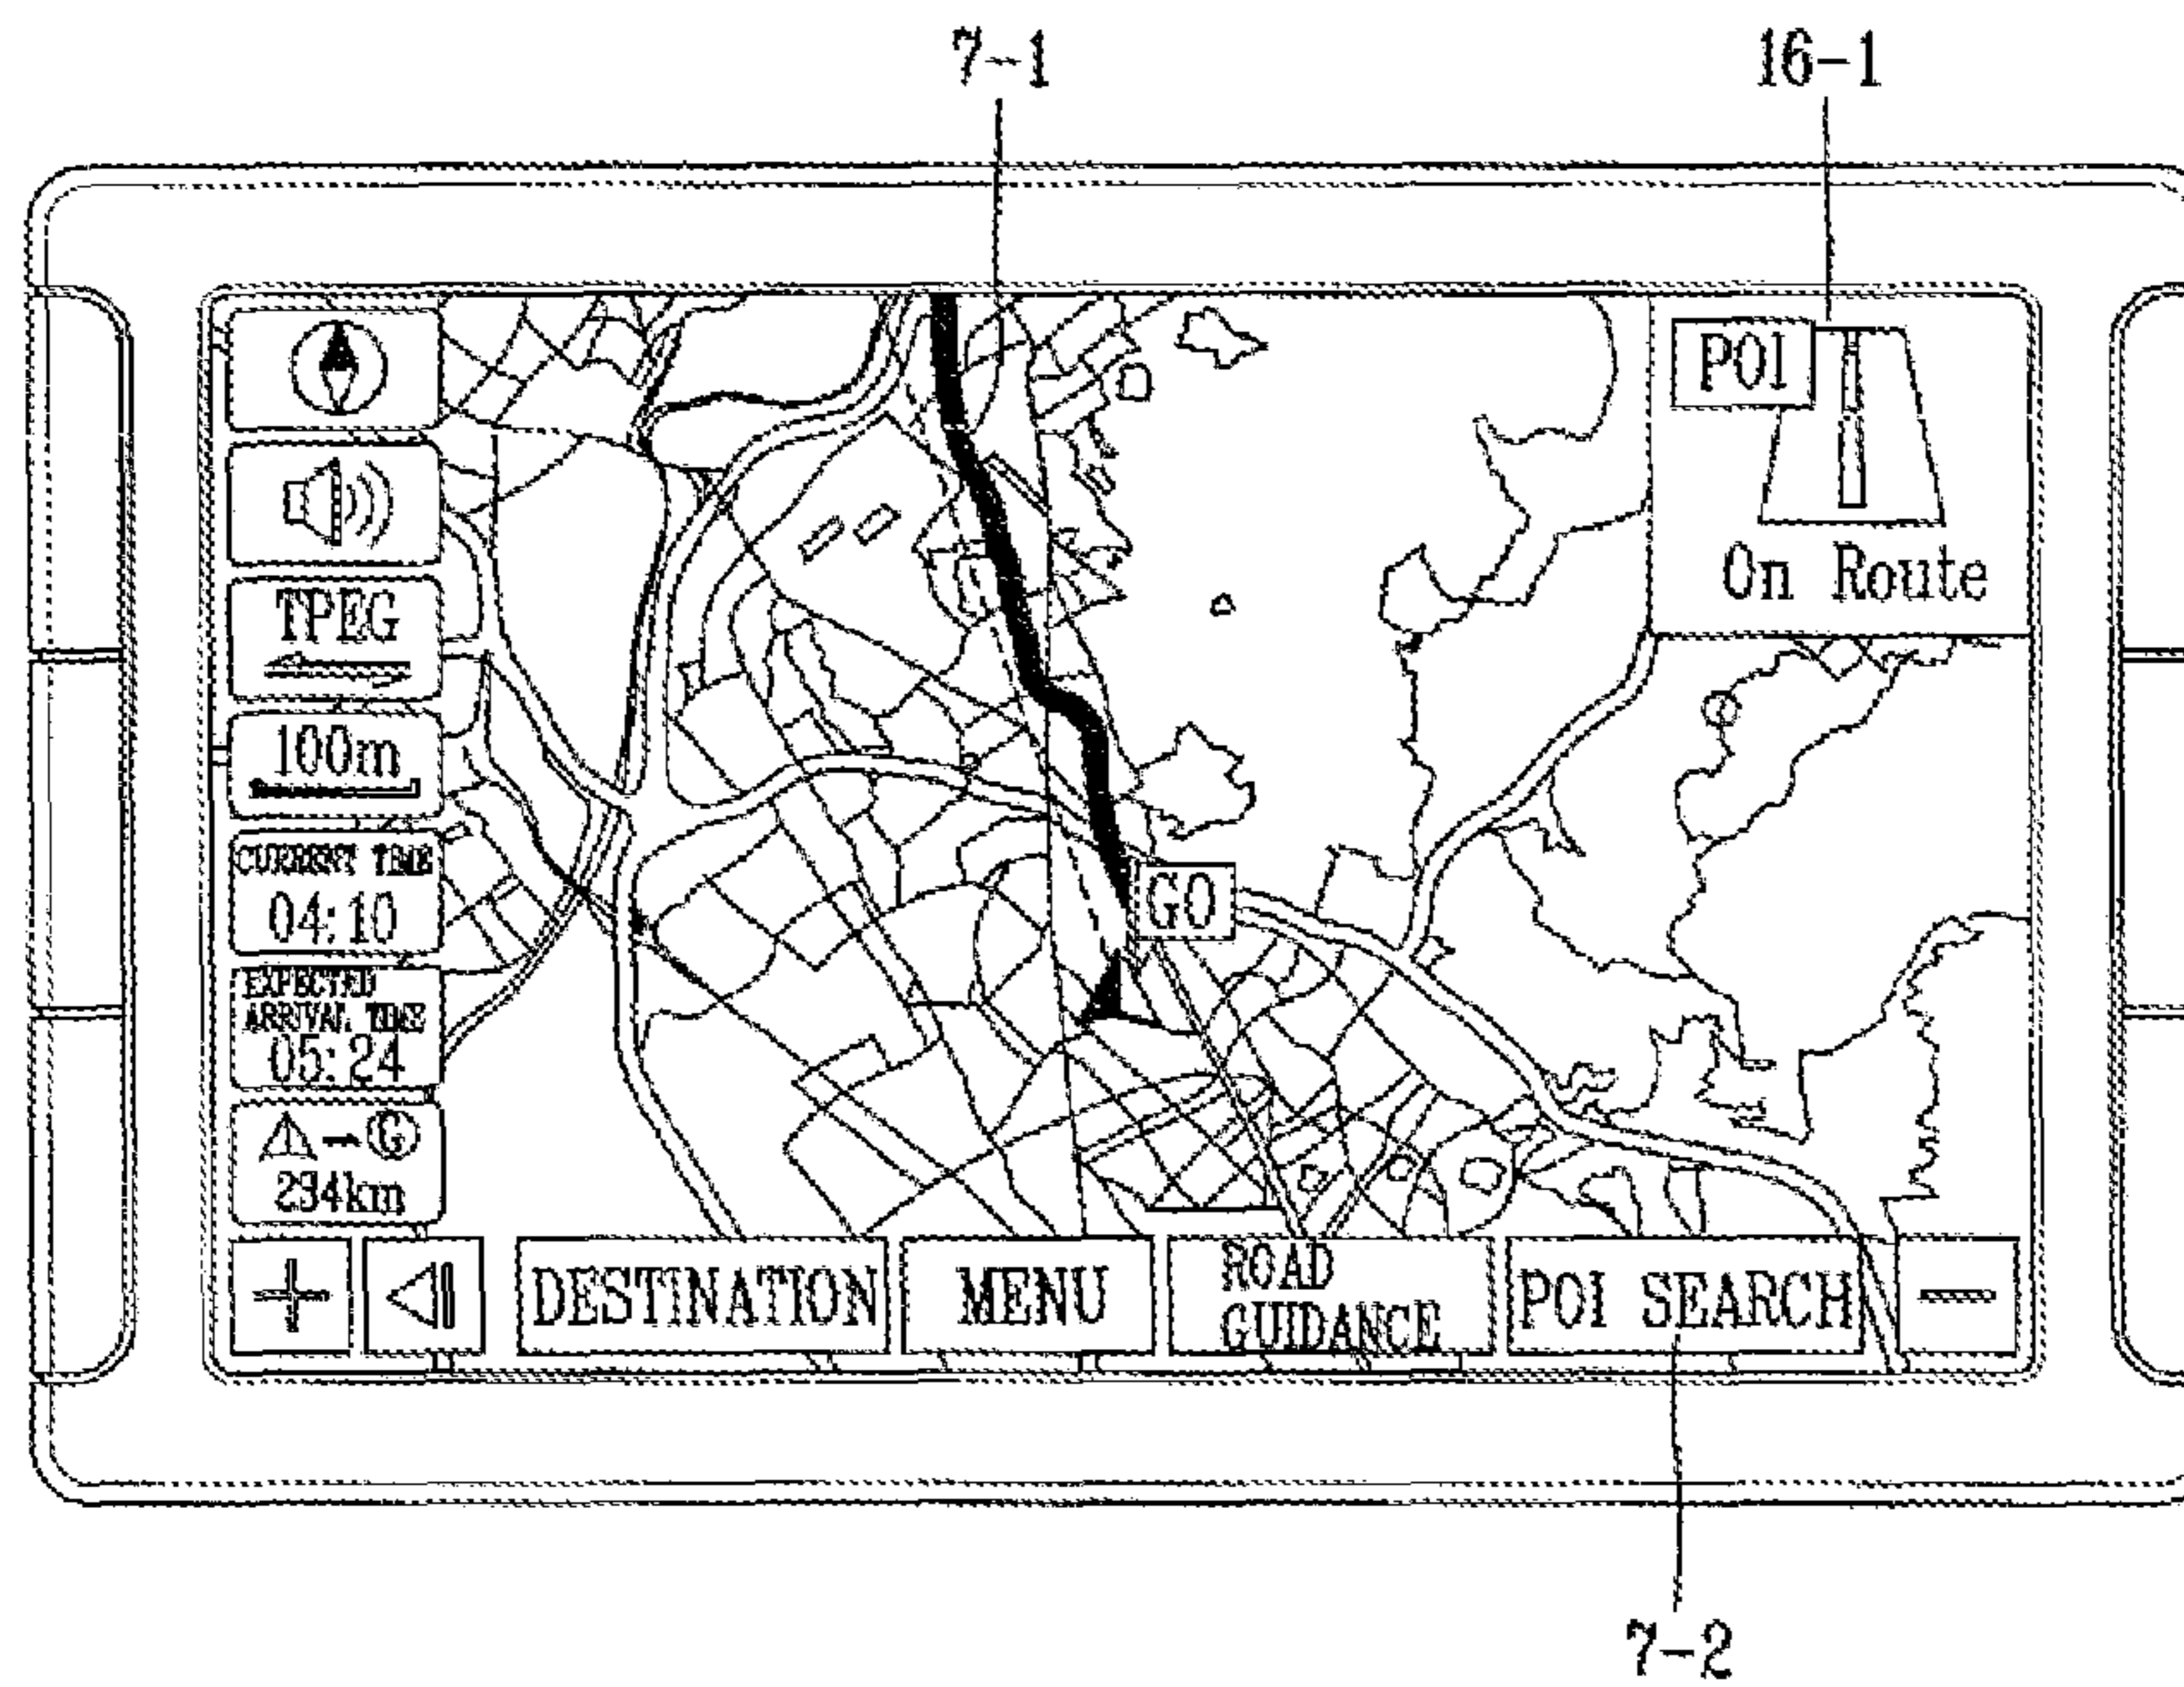 7-1
16-1
POI
On Route
TPEG
100m
CURRENT TIME
04:10
GO
EXPECTED
ARRIVAL TIME
05:24
G
234km
DESTINATION
MENU
ROAD
GUIDANCE
POI SEARCH
7-2